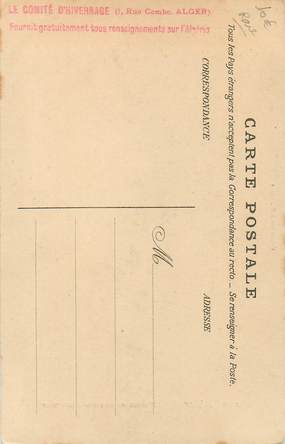 LE COMITÉ D'HIVERNAGE (1, Rue Combe, ALGER)
Fournit gratuitement tous renseignements sur l'Algérie
CARTE POSTALE
Tous les Pays étrangers n'acceptent pas la Correspondance au recto _ Se renseigner à la Poste.
CORRESPONDANCE
ADRESSE
M